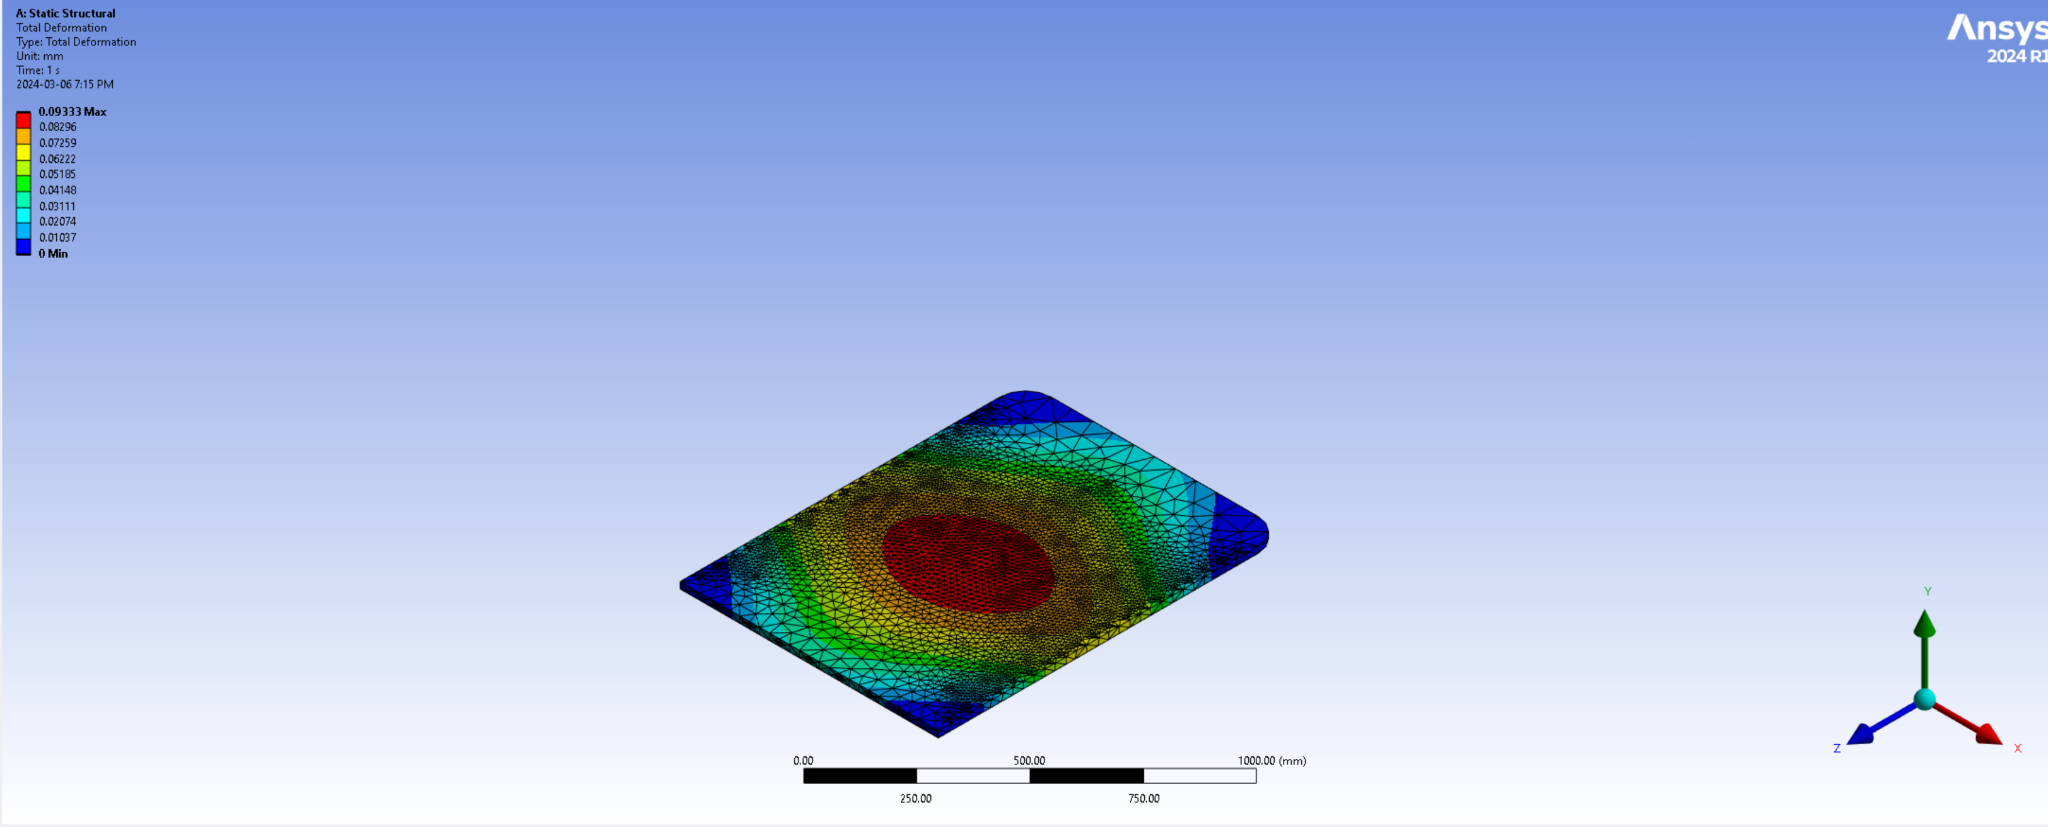 A: Static Structural
Total Deformation
Type: Total Deformation
Unit: mm
Time: 1 s
2024-03-06 7:15 PM
0.09333 Max
0.08296
0.07259
0.06222
0.05185
0.04148
0.03111
0.02074
0.01037
0 Min
Ansys
2024 R1
Y
Z
X
0.00 500.00 1000.00 (mm)
250.00 750.00